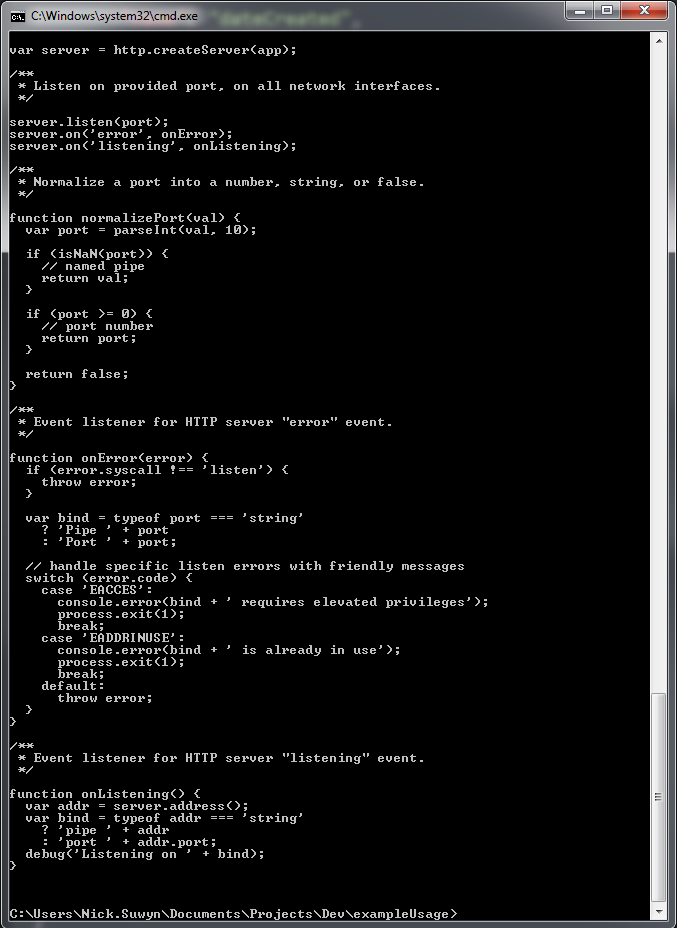 "dateCreated",
C:\Windows\system32\cmd.exe
var server = http.createServer(app);
/**
 * Listen on provided port, on all network interfaces.
 */
server.listen(port);
server.on('error', onError);
server.on('listening', onListening);
/**
 * Normalize a port into a number, string, or false.
 */
function normalizePort(val) {
  var port = parseInt(val, 10);
  if (isNaN(port)) {
    // named pipe
    return val;
  }
  if (port >= 0) {
    // port number
    return port;
  }
  return false;
}
/**
 * Event listener for HTTP server "error" event.
 */
function onError(error) {
  if (error.syscall !== 'listen') {
    throw error;
  }
  var bind = typeof port === 'string'
    ? 'Pipe ' + port
    : 'Port ' + port;
  // handle specific listen errors with friendly messages
  switch (error.code) {
    case 'EACCES':
      console.error(bind + ' requires elevated privileges');
      process.exit(1);
      break;
    case 'EADDRINUSE':
      console.error(bind + ' is already in use');
      process.exit(1);
      break;
    default:
      throw error;
  }
}
/**
 * Event listener for HTTP server "listening" event.
 */
function onListening() {
  var addr = server.address();
  var bind = typeof addr === 'string'
    ? 'pipe ' + addr
    : 'port ' + addr.port;
  debug('Listening on ' + bind);
}
C:\Users\Nick.Suwyn\Documents\Projects\Dev\exampleUsage>